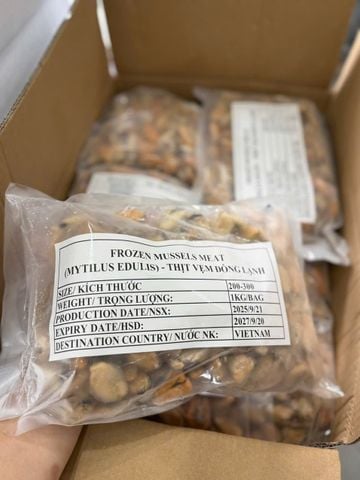 FROZEN MUSSELS MEAT
(MYTILUS EDULIS) - THỊT VẸM ĐÔNG LẠNH
SIZE/ KÍCH THƯỚC 200-300
WEIGHT/ TRỌNG LƯỢNG: 1KG/BAG
PRODUCTION DATE/NSX: 2025/9/21
EXPIRY DATE/HSD: 2027/9/20
DESTINATION COUNTRY/ NƯỚC NK: VIETNAM